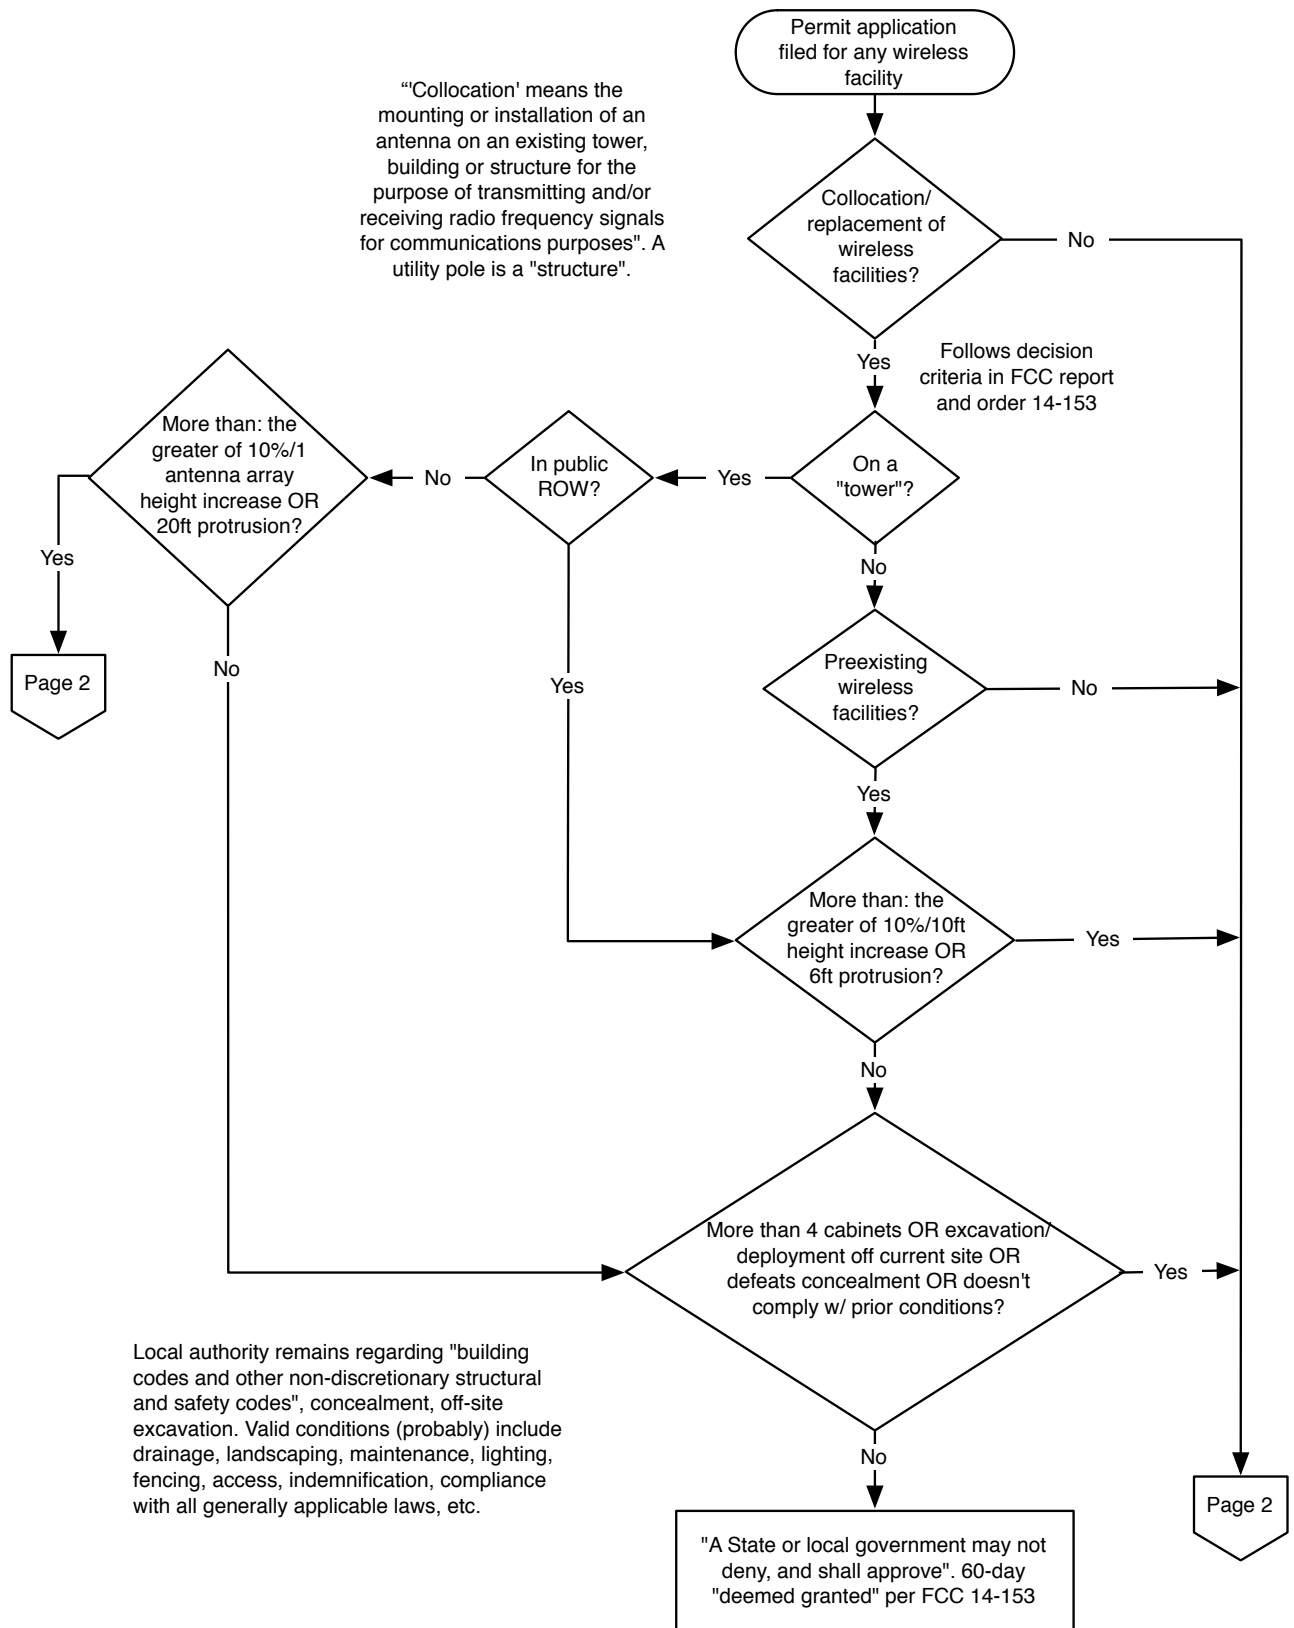 Permit application
filed for any wireless
facility
“'Collocation' means the
mounting or installation of an
antenna on an existing tower,
building or structure for the
purpose of transmitting and/or
receiving radio frequency signals
for communications purposes". A
utility pole is a "structure".
Collocation/
replacement of
wireless
facilities?
No
Yes
Follows decision
criteria in FCC report
and order 14-153
More than: the
greater of 10%/1
antenna array
height increase OR
20ft protrusion?
No
In public
ROW?
Yes
On a
"tower"?
Yes
No
Page 2
No
Yes
Preexisting
wireless
facilities?
No
Yes
More than: the
greater of 10%/10ft
height increase OR
6ft protrusion?
Yes
No
More than 4 cabinets OR excavation/
deployment off current site OR
defeats concealment OR doesn't
comply w/ prior conditions?
Yes
Local authority remains regarding "building
codes and other non-discretionary structural
and safety codes", concealment, off-site
excavation. Valid conditions (probably) include
drainage, landscaping, maintenance, lighting,
fencing, access, indemnification, compliance
with all generally applicable laws, etc.
No
Page 2
"A State or local government may not
deny, and shall approve". 60-day
"deemed granted" per FCC 14-153